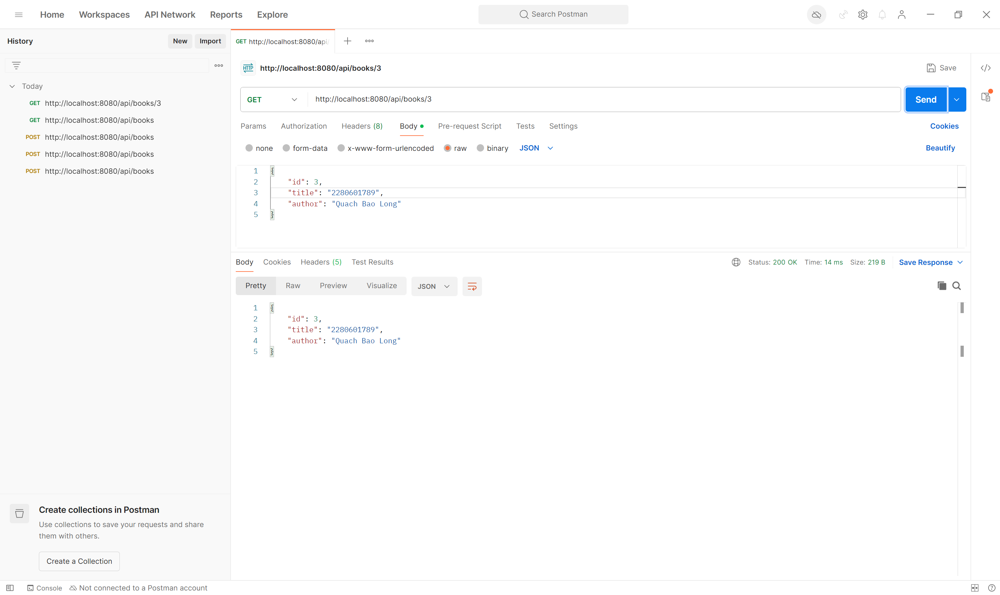 Home Workspaces API Network Reports Explore Search Postman
History New Import
GET http://localhost:8080/api/
HTTP http://localhost:8080/api/books/3 Save
Today
GET http://localhost:8080/api/books/3
GET http://localhost:8080/api/books
POST http://localhost:8080/api/books
POST http://localhost:8080/api/books
POST http://localhost:8080/api/books
GET http://localhost:8080/api/books/3 Send
Params Authorization Headers (8) Body Pre-request Script Tests Settings Cookies
none form-data x-www-form-urlencoded raw binary JSON Beautify
1 {
2 "id": 3,
3 "title": "2280601789",
4 "author": "Quach Bao Long"
5 }
Body Cookies Headers (5) Test Results Status: 200 OK Time: 14 ms Size: 219 B Save Response
Pretty Raw Preview Visualize JSON
1 {
2 "id": 3,
3 "title": "2280601789",
4 "author": "Quach Bao Long"
5 }
Create collections in Postman
Use collections to save your requests and share
them with others.
Create a Collection
Console Not connected to a Postman account